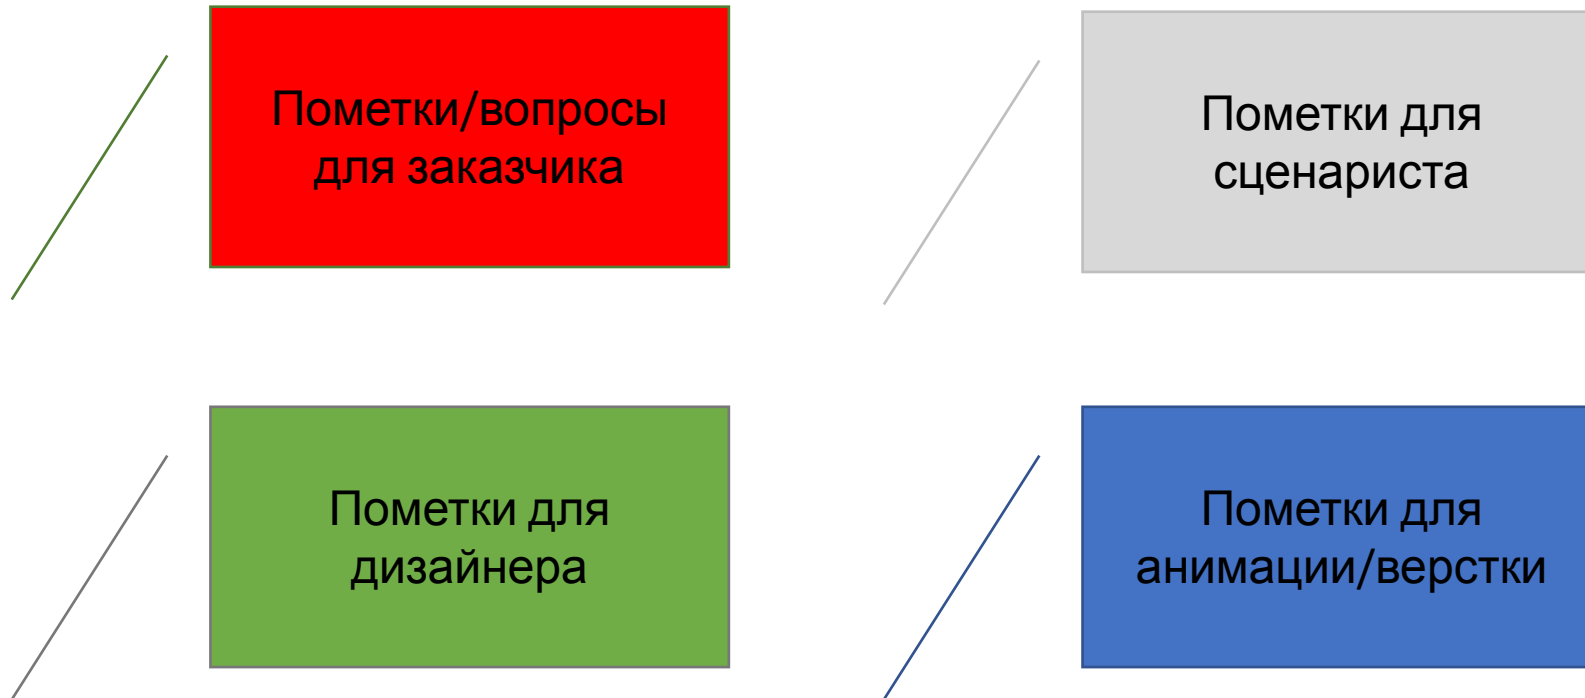 Пометки/вопросы
для заказчика
Пометки для
сценариста
Пометки для
дизайнера
Пометки для
анимации/верстки